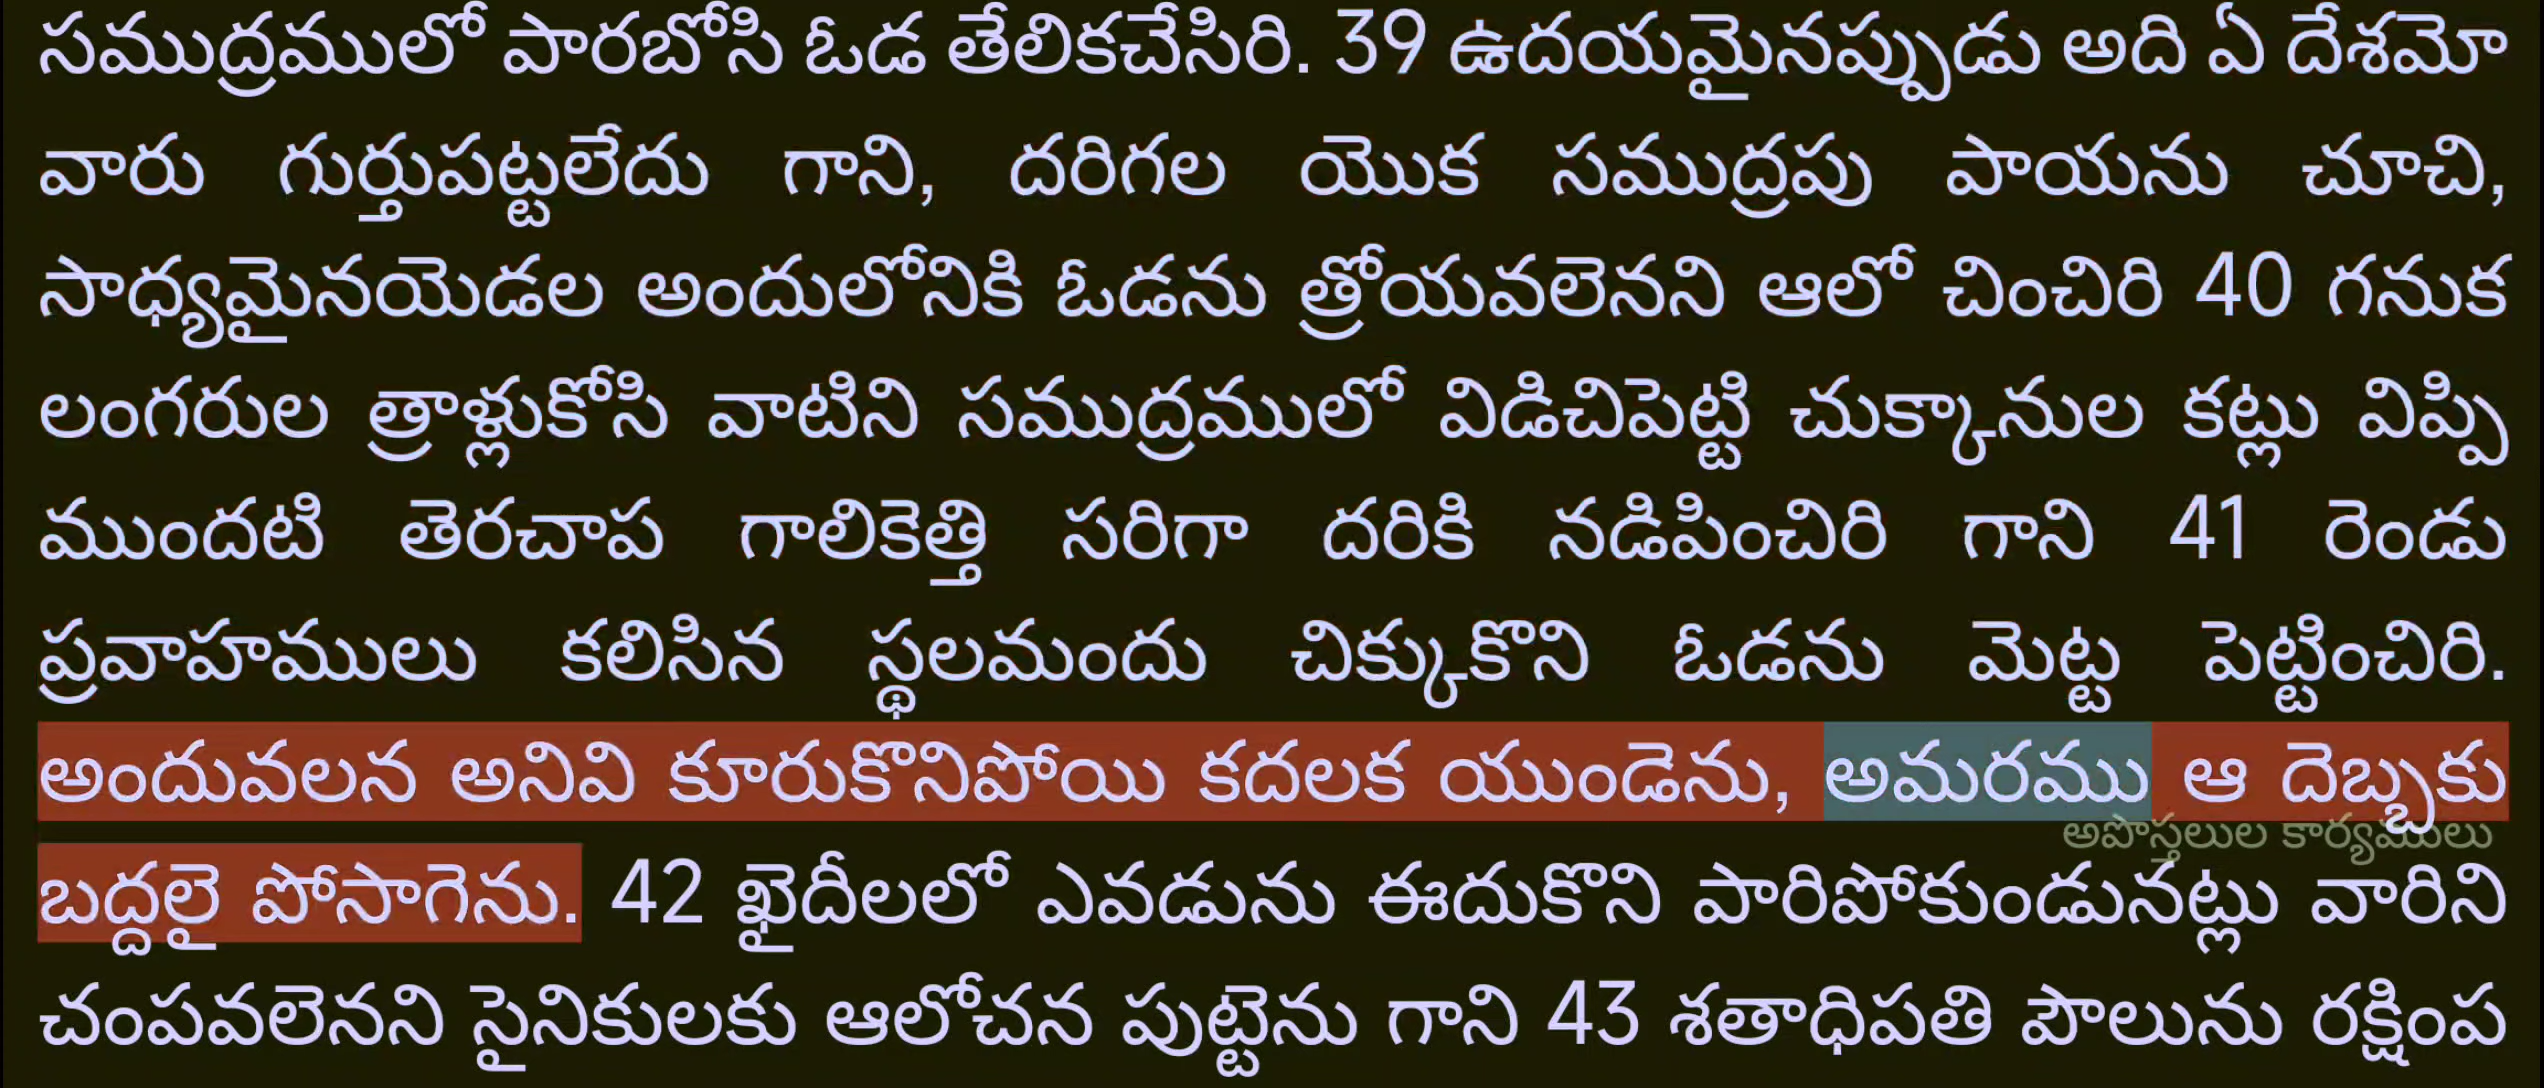 సముద్రములో పారబోసి ఓడ తేలికచేసిరి. 39 ఉదయమైనప్పుడు అది ఏ దేశమో
వారు గుర్తుపట్టలేదు గాని, దరిగల యొక సముద్రపు పాయను చూచి,
సాధ్యమైనయెడల అందులోనికి ఓడను త్రోయవలెనని ఆలో చించిరి 40 గనుక
లంగరుల త్రాళ్లుకోసి వాటిని సముద్రములో విడిచిపెట్టి చుక్కానుల కట్లు విప్పి
ముందటి తెరచాప గాలికెత్తి సరిగా దరికి నడిపించిరి గాని 41 రెండు
ప్రవాహములు కలిసిన స్థలమందు చిక్కుకొని ఓడను మెట్ట పెట్టించిరి.
అందువలన అనివి కూరుకొనిపోయి కదలక యుండెను, అమరము ఆ దెబ్బకు
అపొస్తలుల కార్యములు
బద్దలై పోసాగెను. 42 ఖైదీలలో ఎవడును ఈదుకొని పారిపోకుండునట్లు వారిని
చంపవలెనని సైనికులకు ఆలోచన పుట్టెను గాని 43 శతాధిపతి పౌలును రక్షింప